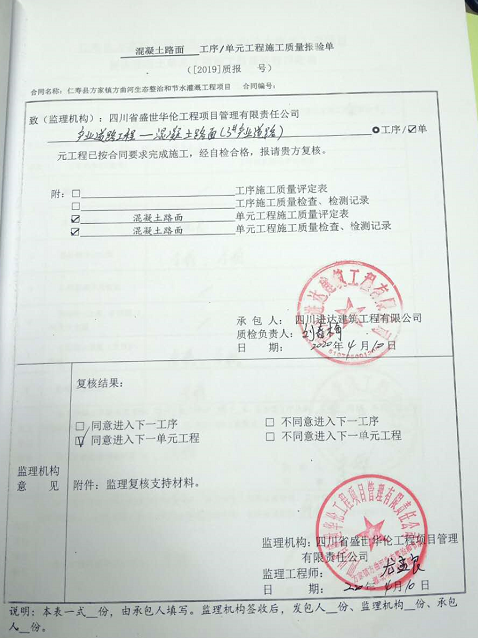 混凝土路面 工序/单元工程施工质量报验单
([2019]质报 号)
合同名称：仁寿县方家镇方曲河生态整治和节水灌溉工程项目 合同编号：
致（监理机构）：四川省盛世华伦工程项目管理有限责任公司
产业道路工程—混凝土路面(3#产业道路) 工序/☑单
元工程已按合同要求完成施工，经自检合格，报请贵方复核。
附：□ 工序施工质量评定表
□ 工序施工质量检查、检测记录
☑ 混凝土路面 单元工程施工质量评定表
☑ 混凝土路面 单元工程施工质量检查、检测记录
承 包 人：四川进达建筑工程有限公司
质检负责人：
日 期：2020年4月10日
复核结果：
□ 同意进入下一工序 □ 不同意进入下一工序
☑ 同意进入下一单元工程 □ 不同意进入下一单元工程
监理机构
意 见
附件：监理复核支持材料。
监理机构：四川省盛世华伦工程项目管理
有限责任公司
监理工程师：
日 期：2020年4月10日
说明：本表一式__份，由承包人填写。监理机构签收后，发包人__份、监理机构__份、承包
人__份。